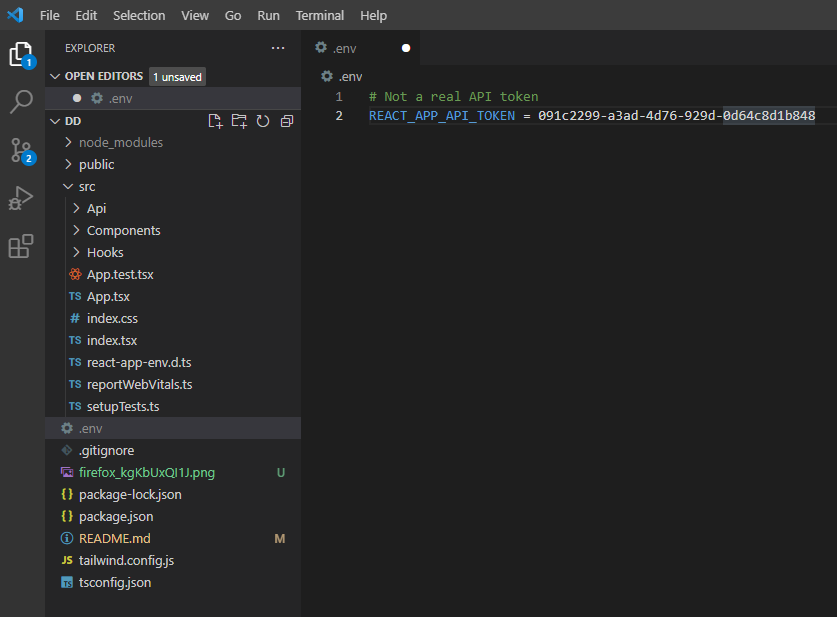 File Edit Selection View Go Run Terminal Help
EXPLORER ...
.env
1
OPEN EDITORS 1 unsaved
.env
.env
1 # Not a real API token
2 REACT_APP_API_TOKEN = 091c2299-a3ad-4d76-929d-0d64c8d1b848
DD
node_modules
2
public
src
Api
Components
Hooks
App.test.tsx
TS App.tsx
# index.css
TS index.tsx
TS react-app-env.d.ts
TS reportWebVitals.ts
TS setupTests.ts
.env
.gitignore
firefox_kgKbUxQI1J.png U
{} package-lock.json
{} package.json
README.md M
JS tailwind.config.js
TS tsconfig.json